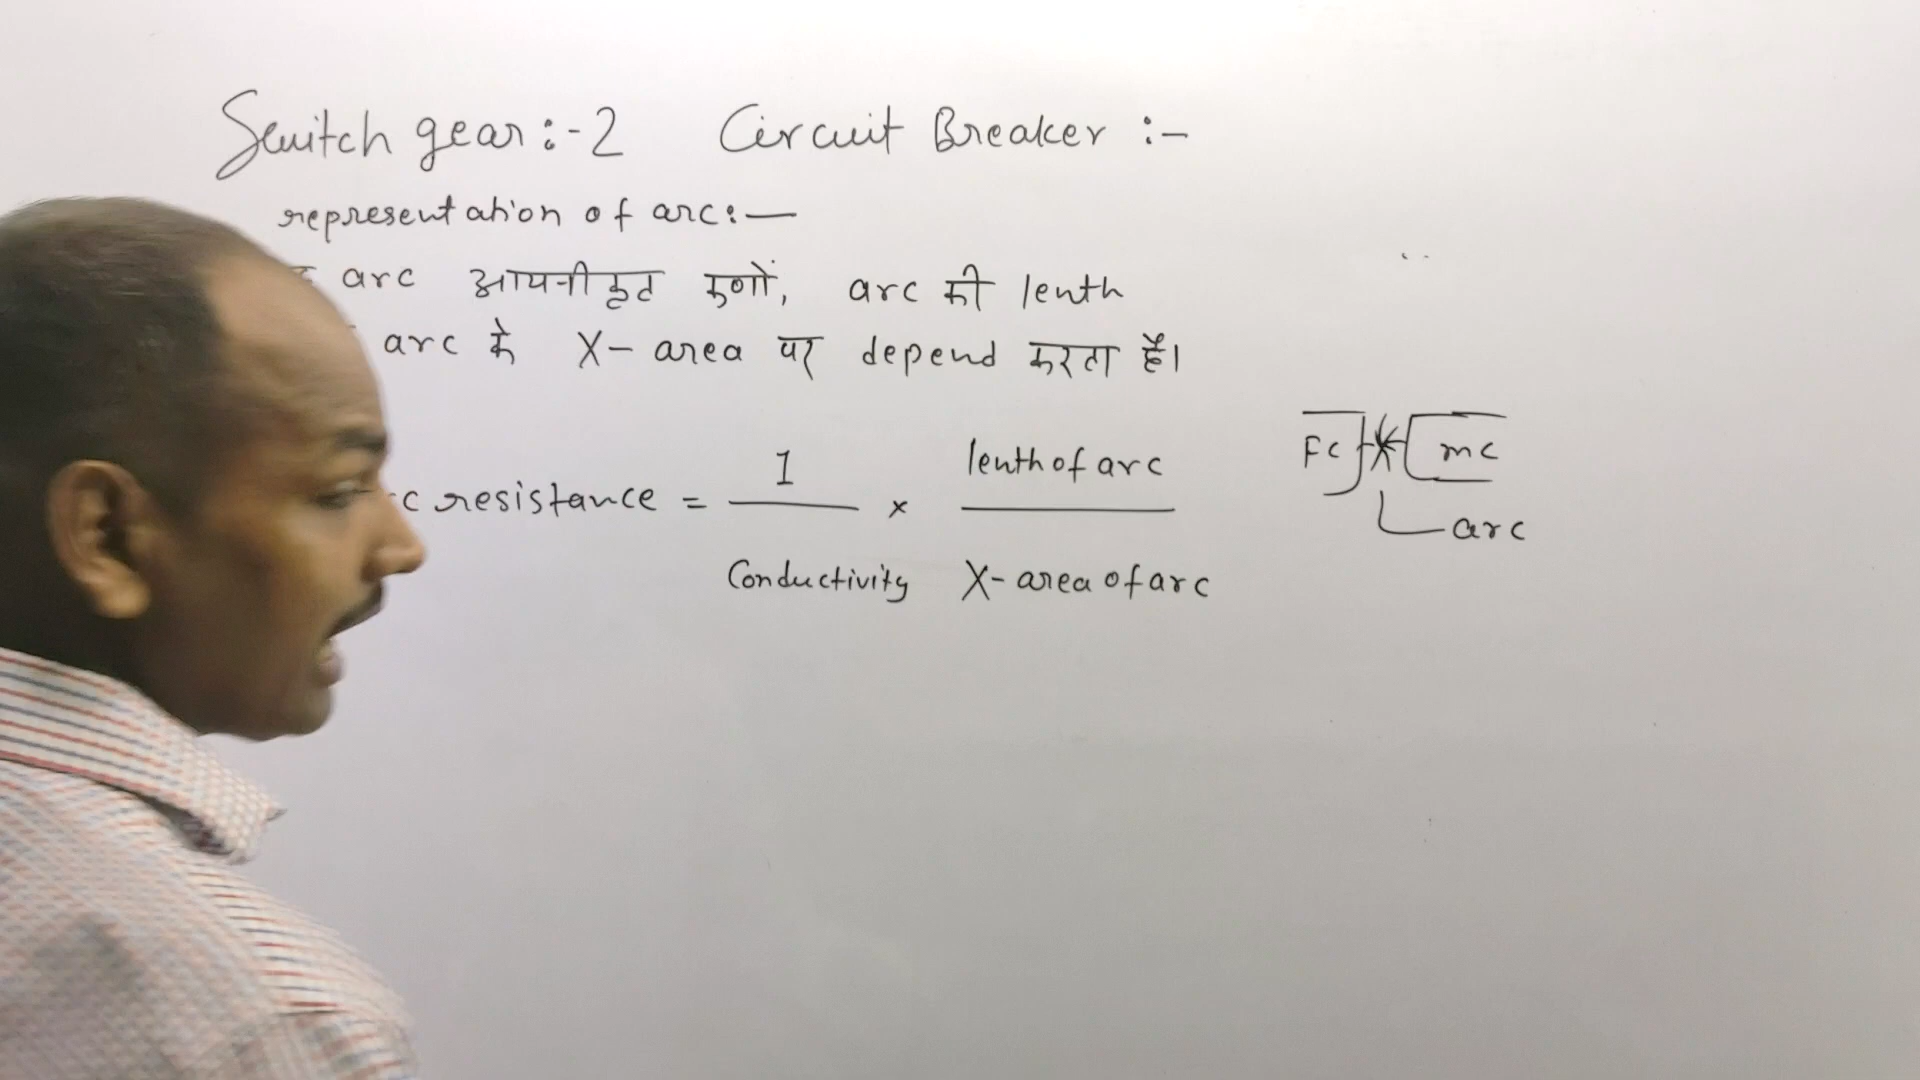 Switch gear:-2 Circuit Breaker :-
representation of arc:—
arc आयनीकृत कणों, arc की lenth
arc के X- area पर depend करता है।
c resistance = 1 / Conductivity × lenth of arc / X- area of arc
Fc mc
arc